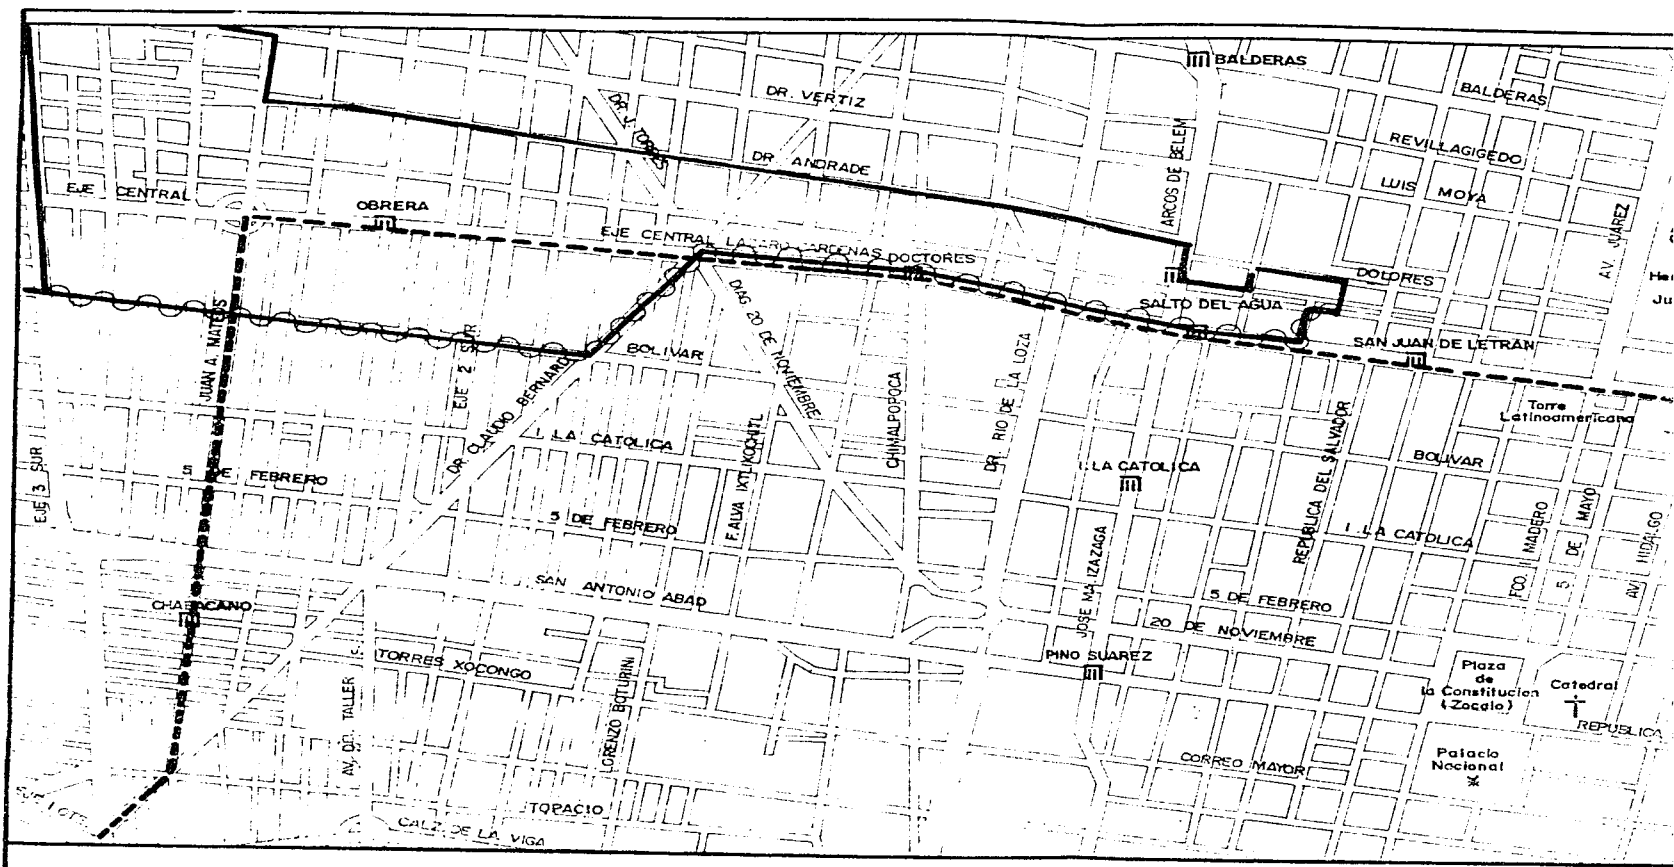 BALDERAS
DR. VERTIZ
BALDERAS
DR. J. TORRES
REVILLAGIGEDO
DR. ANDRADE
ARCOS DE BELEM
LUIS MOYA
EJE CENTRAL
OBRERA
AV. JUAREZ
EJE CENTRAL LAZARO CARDENAS
DOCTORES
DOLORES
SALTO DEL AGUA
SAN JUAN DE LETRAN
JUAN A. MATEOS
DIAG 20 DE NOVIEMBRE
BOLIVAR
EJE 2 SUR
DR. CLAUDIO BERNARD
DR. RIO DE LA LOZA
CHIMALPOPOCA
Torre
Latinoamericana
I. LA CATOLICA
F. ALVA IXTLIXOCHITL
BOLIVAR
I. LA CATOLICA
REPUBLICA DEL SALVADOR
5 DE FEBRERO
EJE 3 SUR
5 DE FEBRERO
I. LA CATOLICA
FCO. I. MADERO
5 DE MAYO
AV. HIDALGO
SAN ANTONIO ABAD
JOSE MA. IZAZAGA
5 DE FEBRERO
CHABACANO
20 DE NOVIEMBRE
TORRES XOCONGO
PINO SUAREZ
Plaza
de
la Constitucion
(Zocalo)
Catedral
REPUBLICA
LORENZO BOTURINI
AV. DEL TALLER
CORREO MAYOR
Palacio
Nacional
TOPACIO
CALZ DE LA VIGA